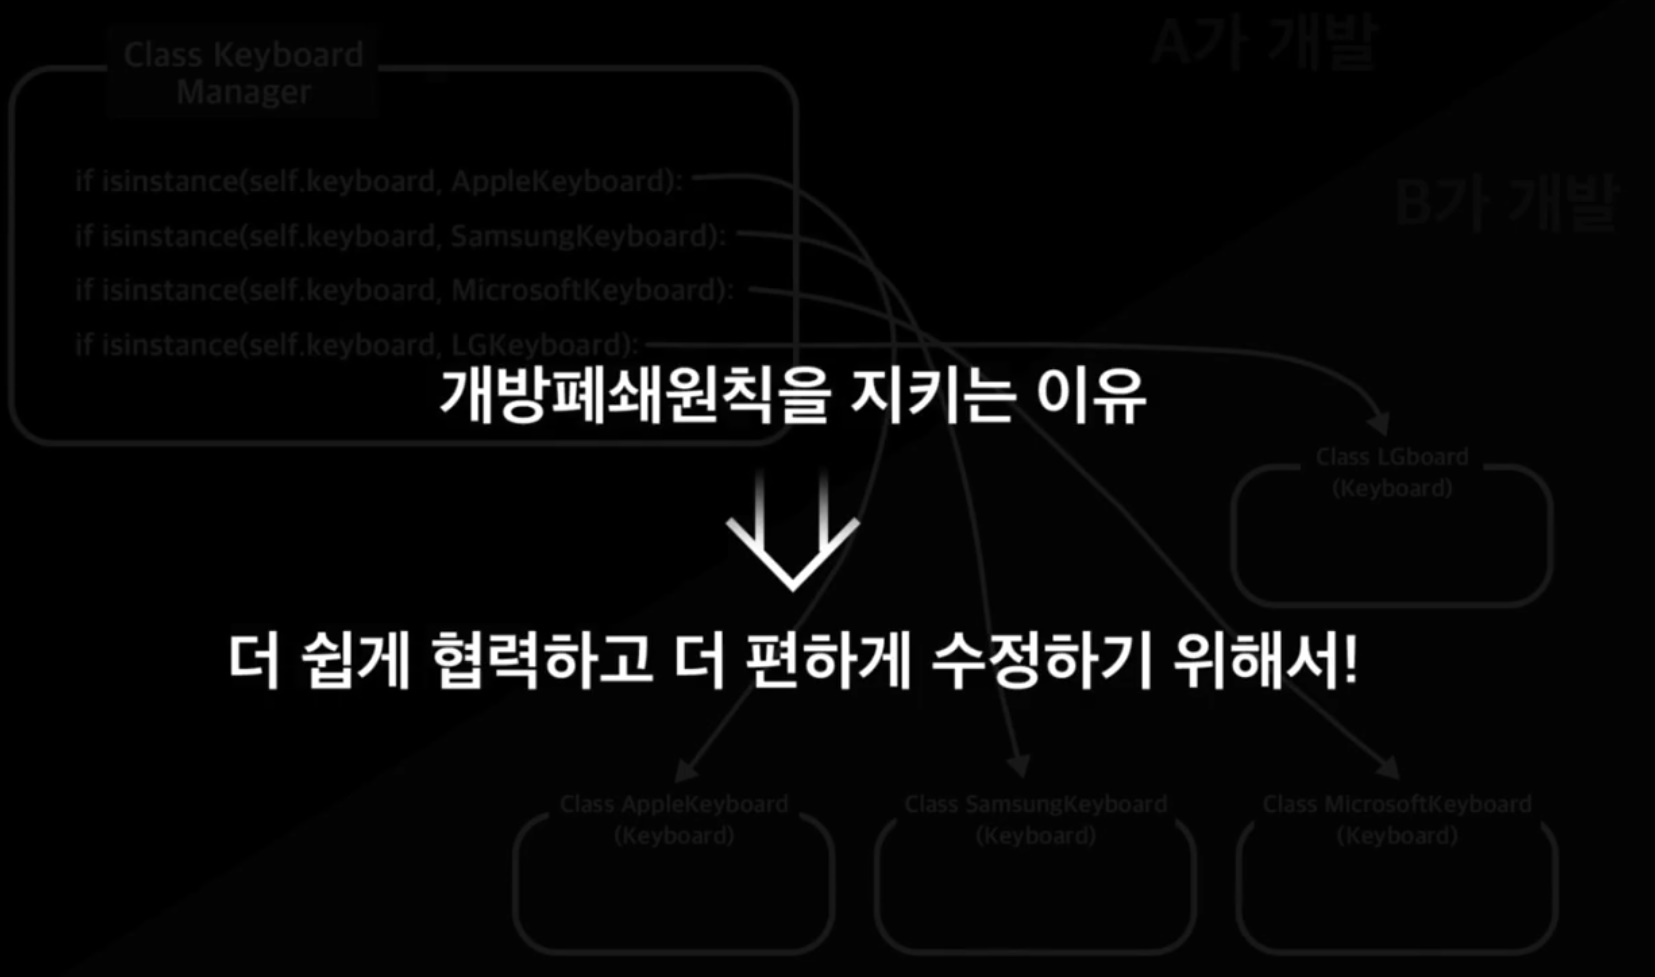 A가 개발
Class Keyboard
Manager
B가 개발
if isinstance(self.keyboard, AppleKeyboard):
if isinstance(self.keyboard, SamsungKeyboard):
if isinstance(self.keyboard, MicrosoftKeyboard):
if isinstance(self.keyboard, LGKeyboard):
개방폐쇄원칙을 지키는 이유
Class LGboard
(Keyboard)
더 쉽게 협력하고 더 편하게 수정하기 위해서!
Class AppleKeyboard
(Keyboard)
Class SamsungKeyboard
(Keyboard)
Class MicrosoftKeyboard
(Keyboard)